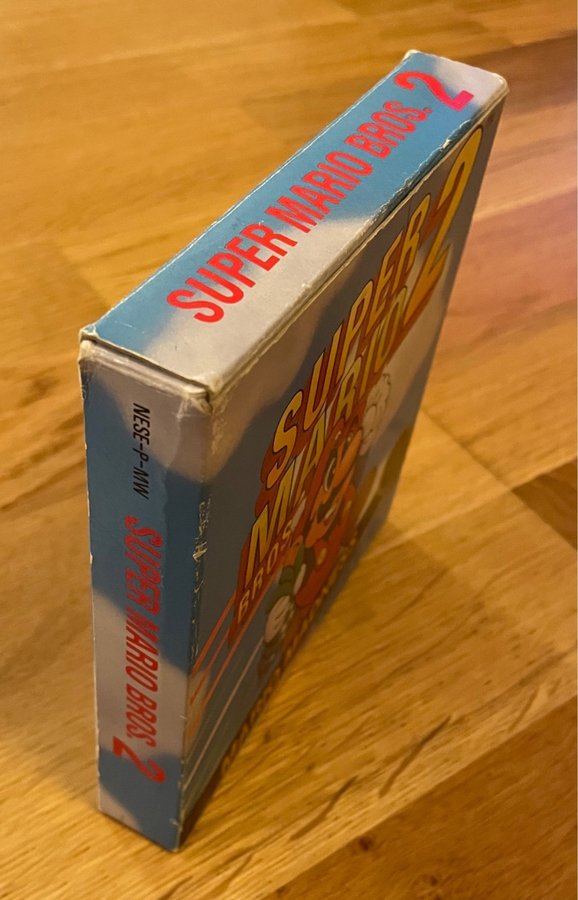 SUPER MARIO BROS. 2
SUPER
MARIO
BROS. 2
NESE-P-MW
SUPER MARIO BROS. 2